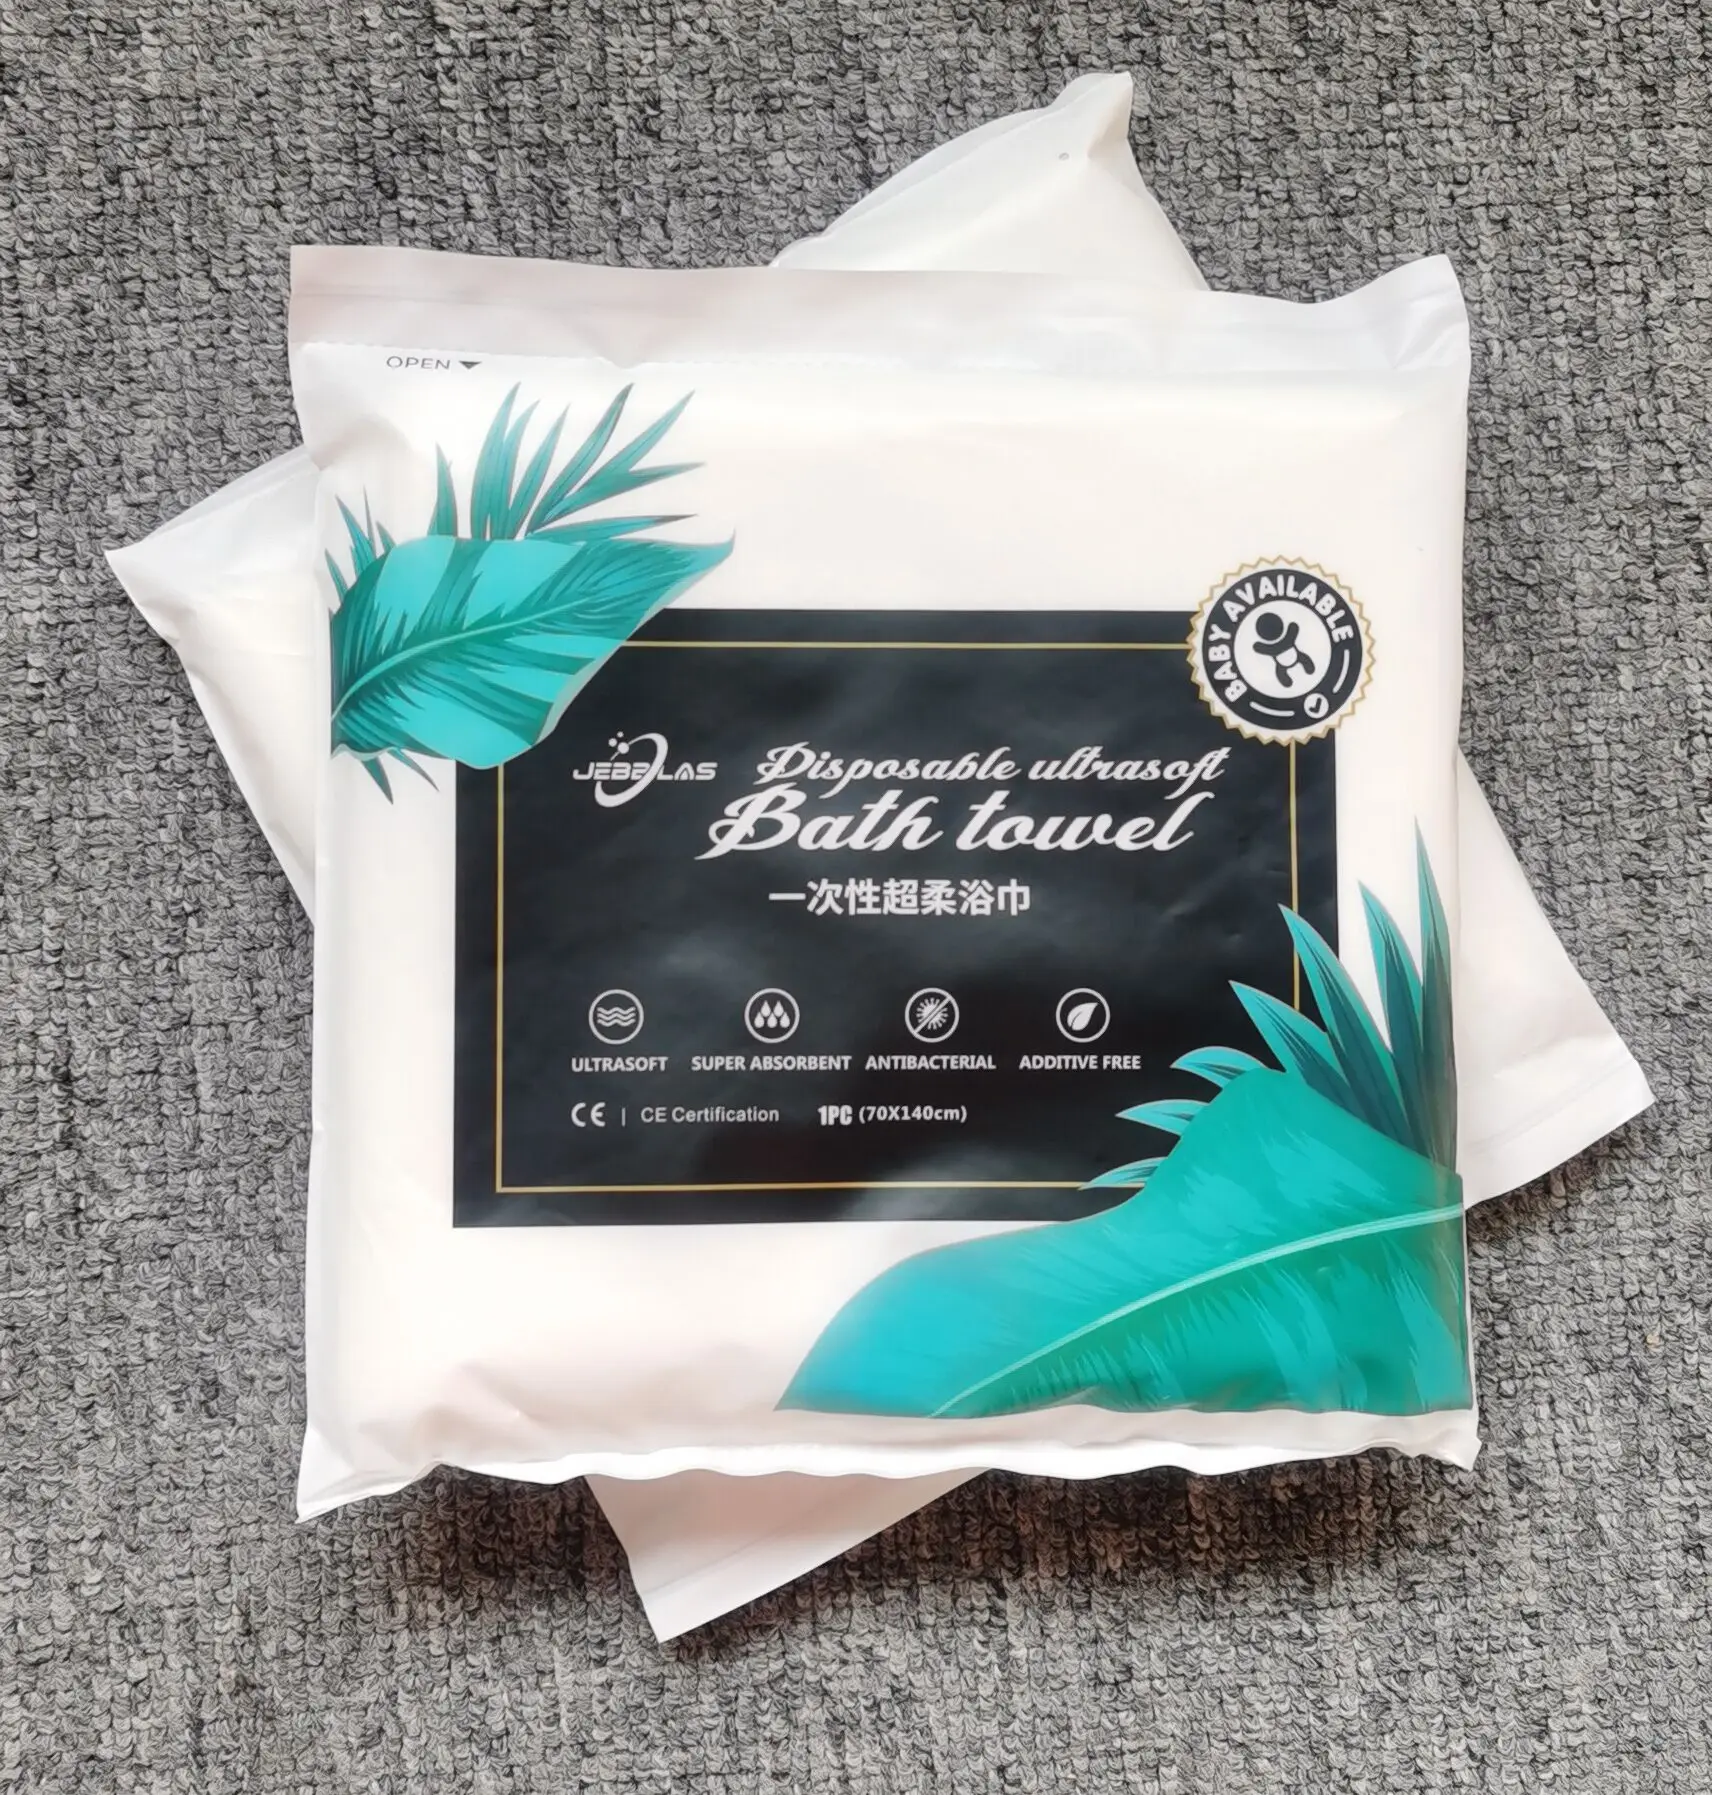 OPEN
BABY AVAILABLE
JEBELAS
Disposable ultrasoft
Bath towel
一次性超柔浴巾
ULTRASOFT SUPER ABSORBENT ANTIBACTERIAL ADDITIVE FREE
CE | CE Certification 1PC (70X140cm)